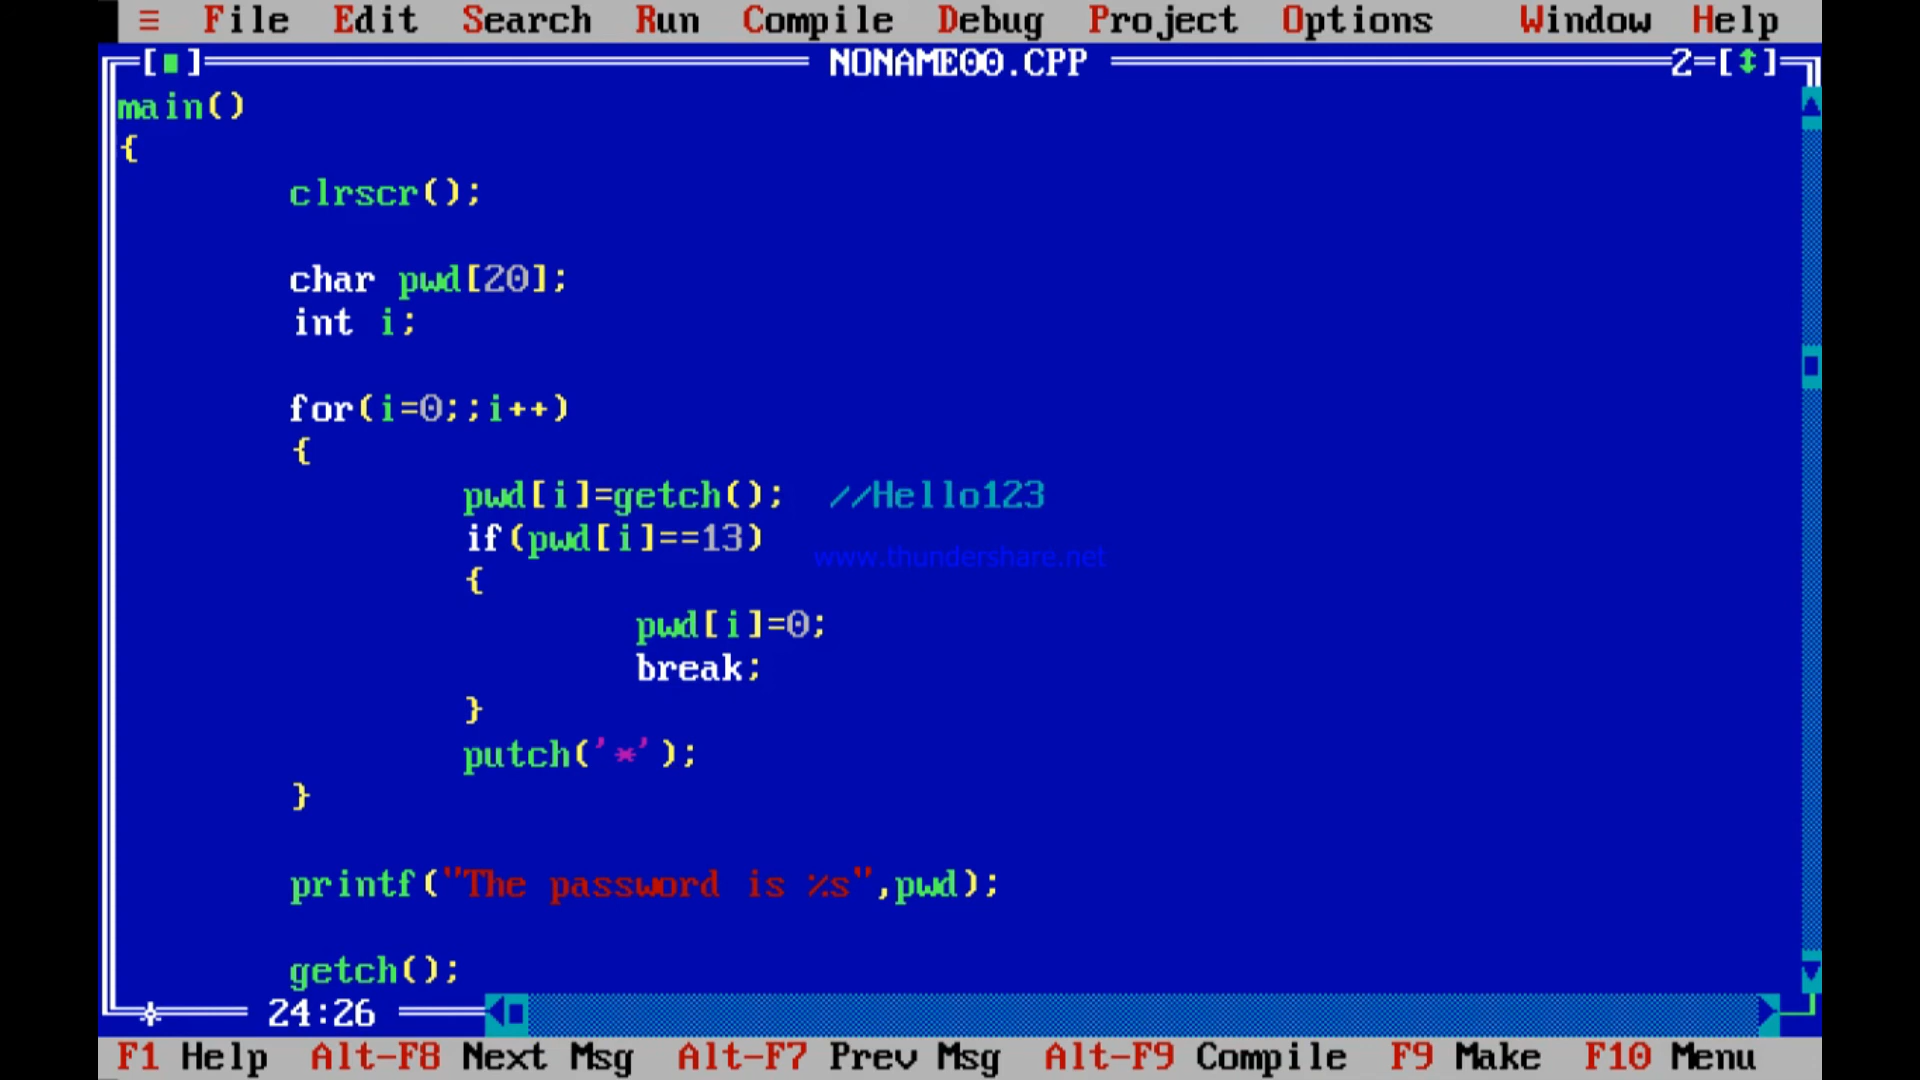 ≡ File Edit Search Run Compile Debug Project Options Window Help
[■] NONAME00.CPP 2=[↕]
main()
{
clrscr();
char pwd[20];
int i;
for(i=0;;i++)
{
pwd[i]=getch(); //Hello123
if(pwd[i]==13)
www.thundershare.net
{
pwd[i]=0;
break;
}
putch('*');
}
printf("The password is %s",pwd);
getch();
24:26
F1 Help Alt-F8 Next Msg Alt-F7 Prev Msg Alt-F9 Compile F9 Make F10 Menu